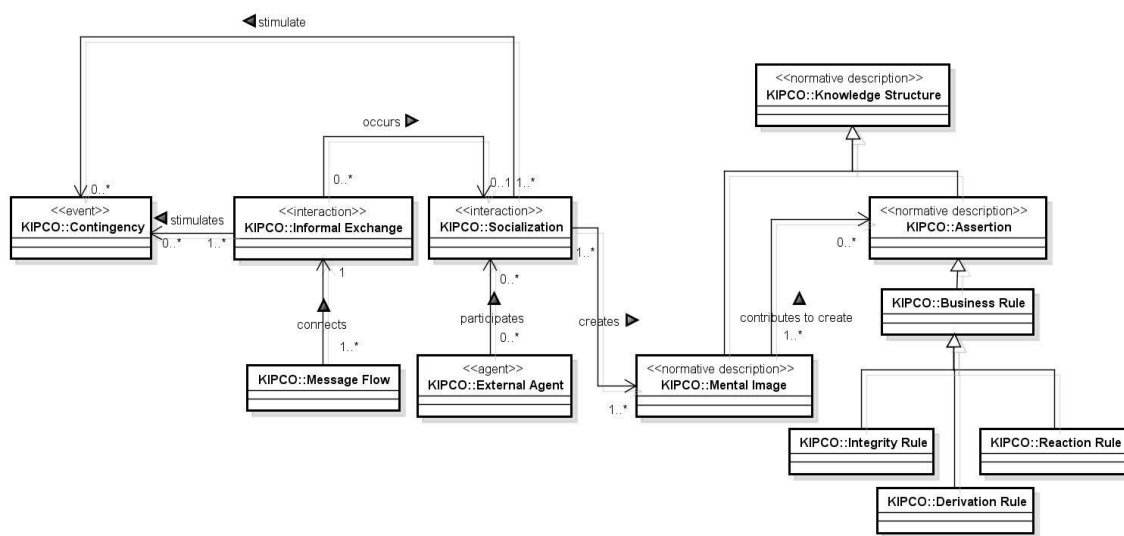 stimulate
<<normative description>>
KIPCO::Knowledge Structure
occurs
0..*
0..*
0..1
1..*
<<event>>
KIPCO::Contingency
stimulates
0..*
1..*
<<interaction>>
KIPCO::Informal Exchange
<<interaction>>
KIPCO::Socialization
<<normative description>>
KIPCO::Assertion
0..*
1..*
1
0..*
KIPCO::Business Rule
connects
participates
creates
contributes to create
1..*
0..*
1..*
<<agent>>
KIPCO::External Agent
KIPCO::Message Flow
<<normative description>>
KIPCO::Mental Image
1..*
KIPCO::Integrity Rule
KIPCO::Reaction Rule
KIPCO::Derivation Rule